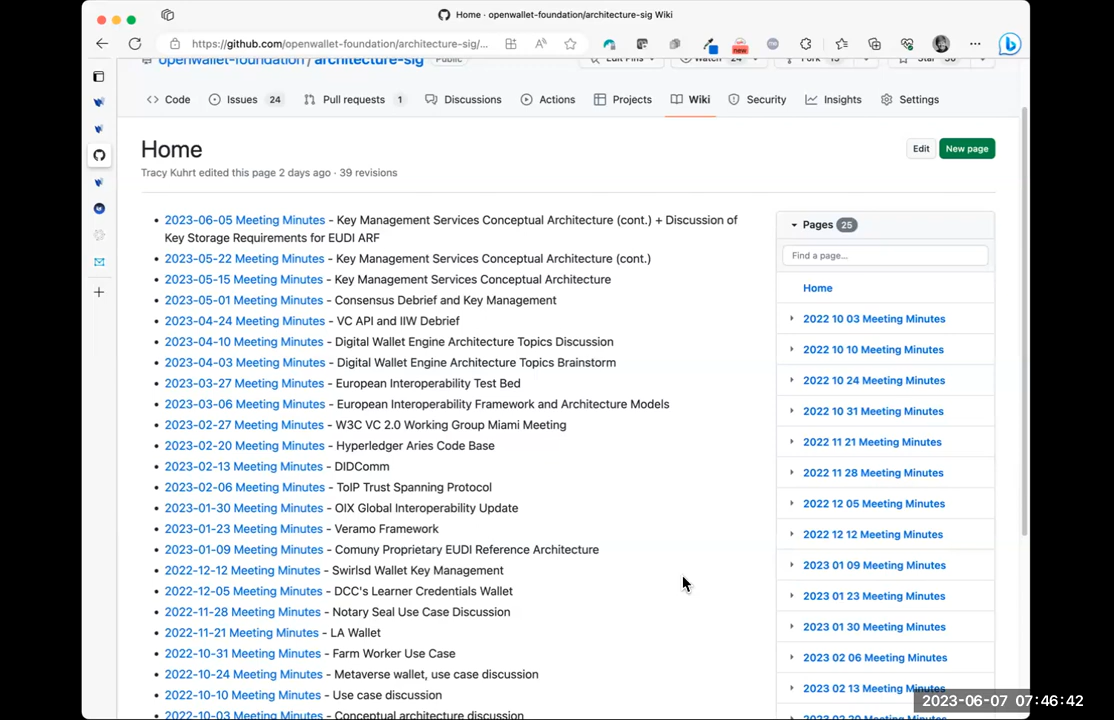 Home · openwallet-foundation/architecture-sig Wiki
https://github.com/openwallet-foundation/architecture-sig/...
openwallet-foundation / architecture-sig Public
Edit Pins Watch 24 Fork 15 Star 36
Code Issues 24 Pull requests 1 Discussions Actions Projects Wiki Security Insights Settings
Home
Edit New page
Tracy Kuhrt edited this page 2 days ago · 39 revisions
• 2023-06-05 Meeting Minutes - Key Management Services Conceptual Architecture (cont.) + Discussion of
Key Storage Requirements for EUDI ARF
• 2023-05-22 Meeting Minutes - Key Management Services Conceptual Architecture (cont.)
• 2023-05-15 Meeting Minutes - Key Management Services Conceptual Architecture
• 2023-05-01 Meeting Minutes - Consensus Debrief and Key Management
• 2023-04-24 Meeting Minutes - VC API and IIW Debrief
• 2023-04-10 Meeting Minutes - Digital Wallet Engine Architecture Topics Discussion
• 2023-04-03 Meeting Minutes - Digital Wallet Engine Architecture Topics Brainstorm
• 2023-03-27 Meeting Minutes - European Interoperability Test Bed
• 2023-03-06 Meeting Minutes - European Interoperability Framework and Architecture Models
• 2023-02-27 Meeting Minutes - W3C VC 2.0 Working Group Miami Meeting
• 2023-02-20 Meeting Minutes - Hyperledger Aries Code Base
• 2023-02-13 Meeting Minutes - DIDComm
• 2023-02-06 Meeting Minutes - ToIP Trust Spanning Protocol
• 2023-01-30 Meeting Minutes - OIX Global Interoperability Update
• 2023-01-23 Meeting Minutes - Veramo Framework
• 2023-01-09 Meeting Minutes - Comuny Proprietary EUDI Reference Architecture
• 2022-12-12 Meeting Minutes - Swirlsd Wallet Key Management
• 2022-12-05 Meeting Minutes - DCC's Learner Credentials Wallet
• 2022-11-28 Meeting Minutes - Notary Seal Use Case Discussion
• 2022-11-21 Meeting Minutes - LA Wallet
• 2022-10-31 Meeting Minutes - Farm Worker Use Case
• 2022-10-24 Meeting Minutes - Metaverse wallet, use case discussion
• 2022-10-10 Meeting Minutes - Use case discussion
• 2022-10-03 Meeting Minutes - Conceptual architecture discussion
Pages 25
Find a page...
Home
2022 10 03 Meeting Minutes
2022 10 10 Meeting Minutes
2022 10 24 Meeting Minutes
2022 10 31 Meeting Minutes
2022 11 21 Meeting Minutes
2022 11 28 Meeting Minutes
2022 12 05 Meeting Minutes
2022 12 12 Meeting Minutes
2023 01 09 Meeting Minutes
2023 01 23 Meeting Minutes
2023 01 30 Meeting Minutes
2023 02 06 Meeting Minutes
2023 02 13 Meeting Minutes
new
2023-06-07 07:46:42